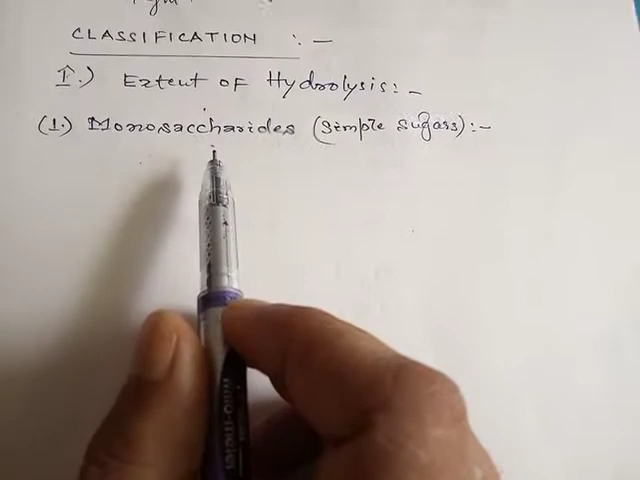 CLASSIFICATION :-
I.) Extent of Hydrolysis:-
(1.) Monosaccharides (simple sugars):-